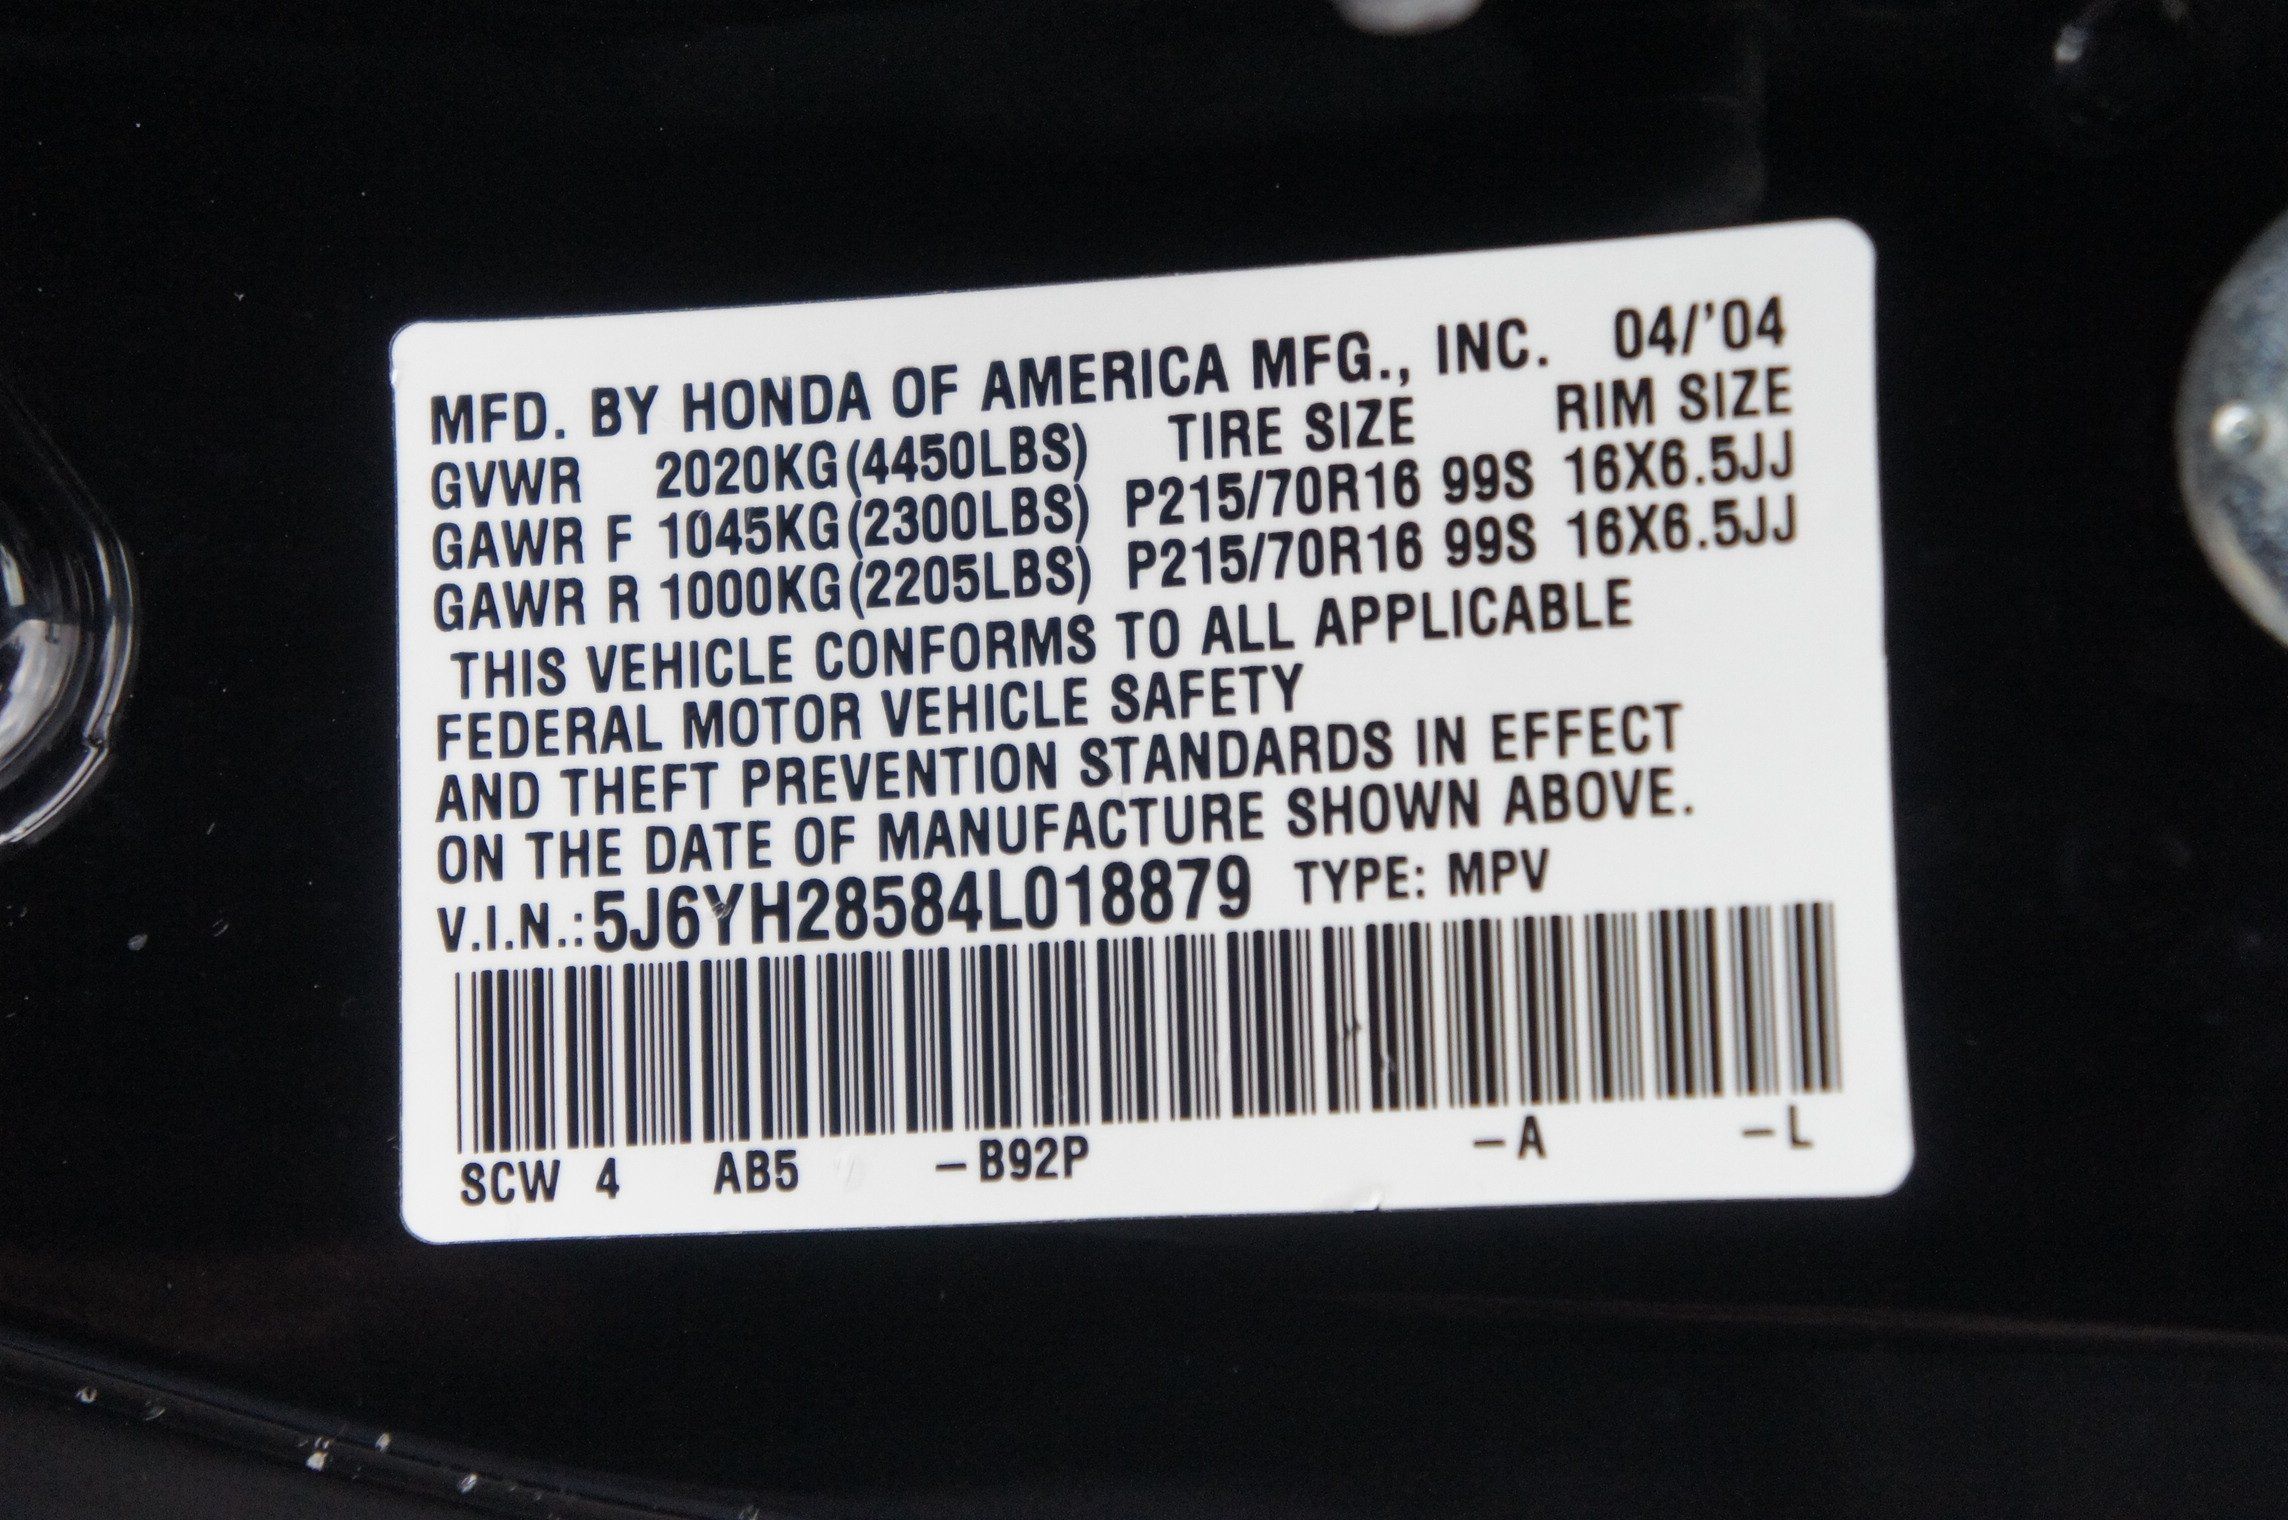 MFD. BY HONDA OF AMERICA MFG., INC. 04/'04
GVWR 2020KG(4450LBS) TIRE SIZE RIM SIZE
GAWR F 1045KG(2300LBS) P215/70R16 99S 16X6.5JJ
GAWR R 1000KG(2205LBS) P215/70R16 99S 16X6.5JJ
THIS VEHICLE CONFORMS TO ALL APPLICABLE
FEDERAL MOTOR VEHICLE SAFETY
AND THEFT PREVENTION STANDARDS IN EFFECT
ON THE DATE OF MANUFACTURE SHOWN ABOVE.
V.I.N.: 5J6YH28584L018879 TYPE: MPV
SCW 4 AB5 –B92P –A –L